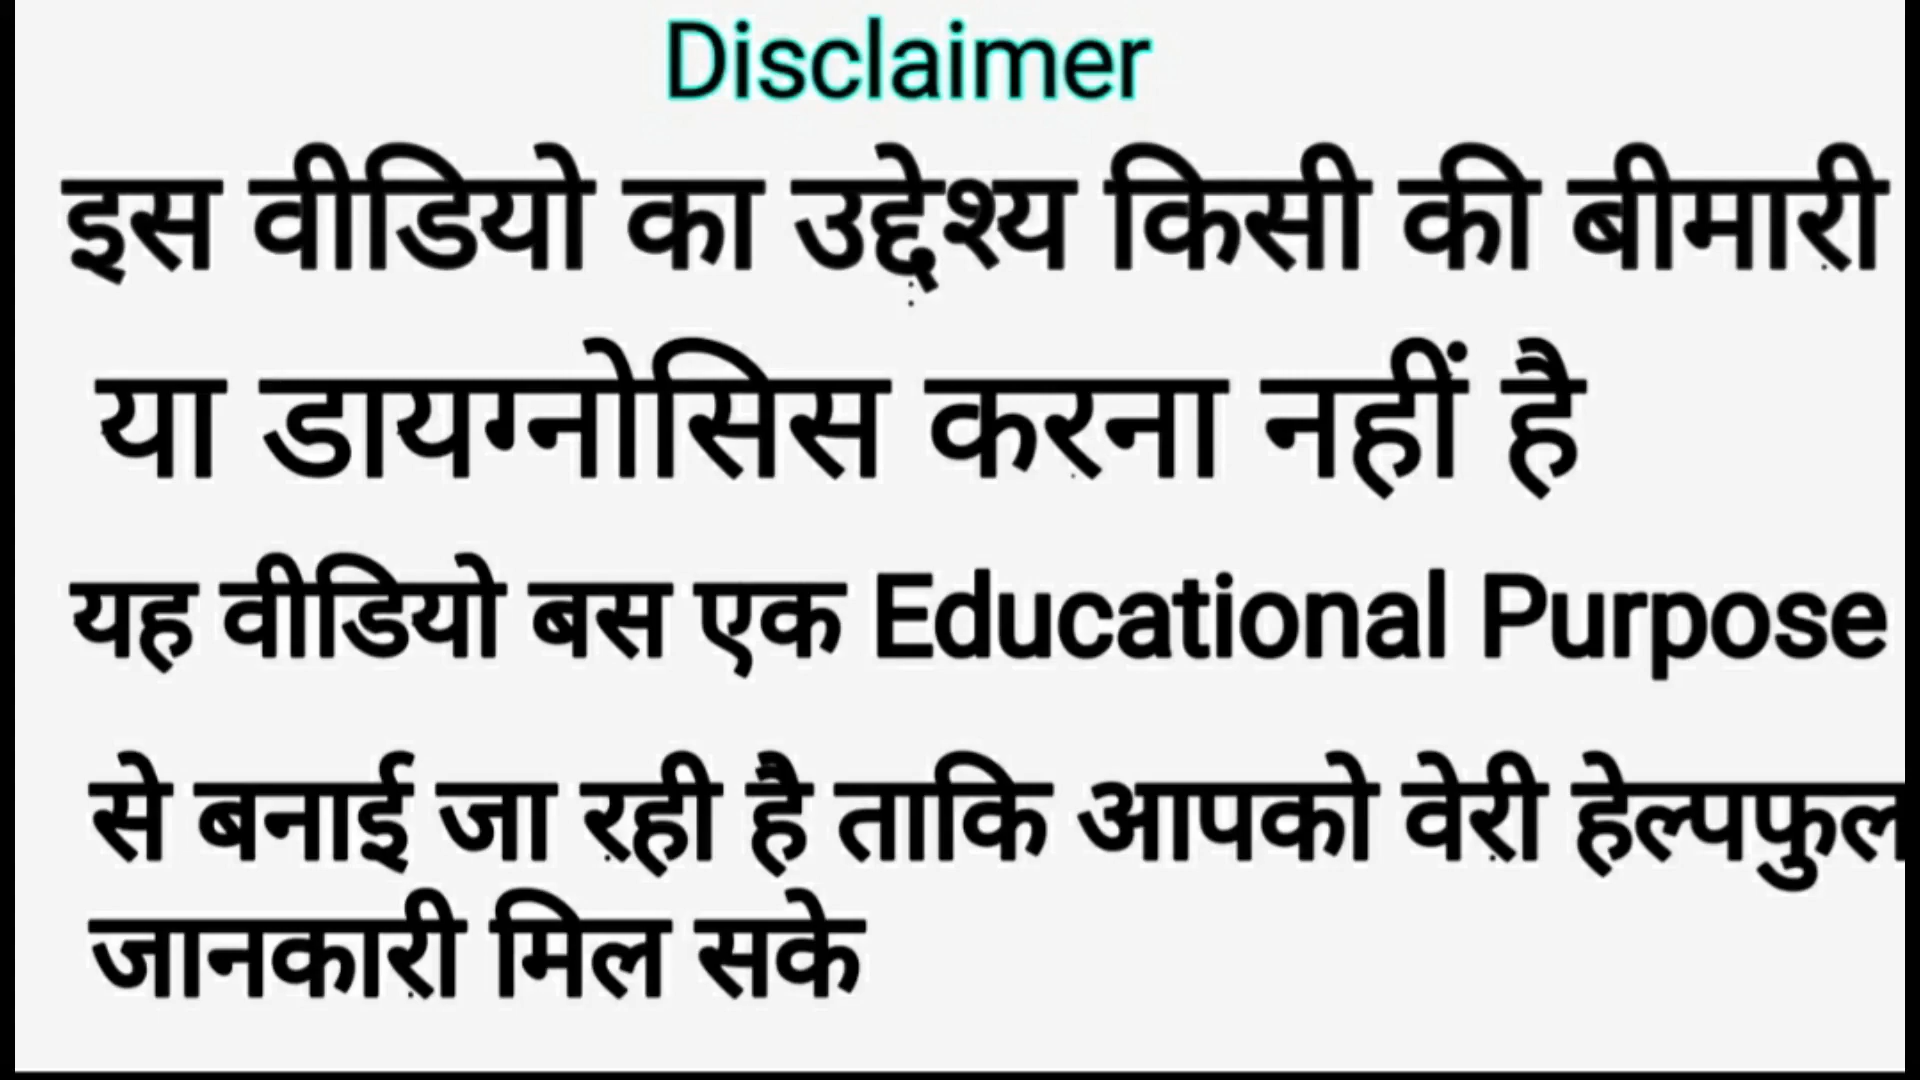 Disclaimer
इस वीडियो का उद्देश्य किसी की बीमारी
या डायग्नोसिस करना नहीं है
यह वीडियो बस एक Educational Purpose
से बनाई जा रही है ताकि आपको वेरी हेल्पफुल
जानकारी मिल सके